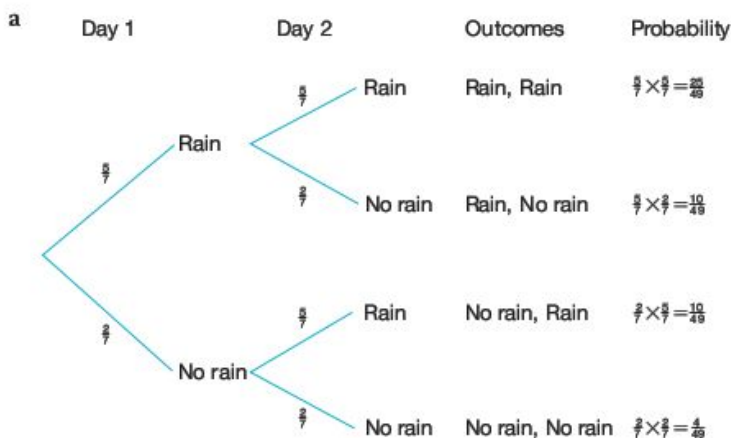 a Day 1 Day 2 Outcomes Probability
5/7 Rain Rain, Rain 5/7 × 5/7 = 25/49
5/7 Rain
2/7 No rain Rain, No rain 5/7 × 2/7 = 10/49
5/7 Rain No rain, Rain 2/7 × 5/7 = 10/49
2/7 No rain
2/7 No rain No rain, No rain 2/7 × 2/7 = 4/49